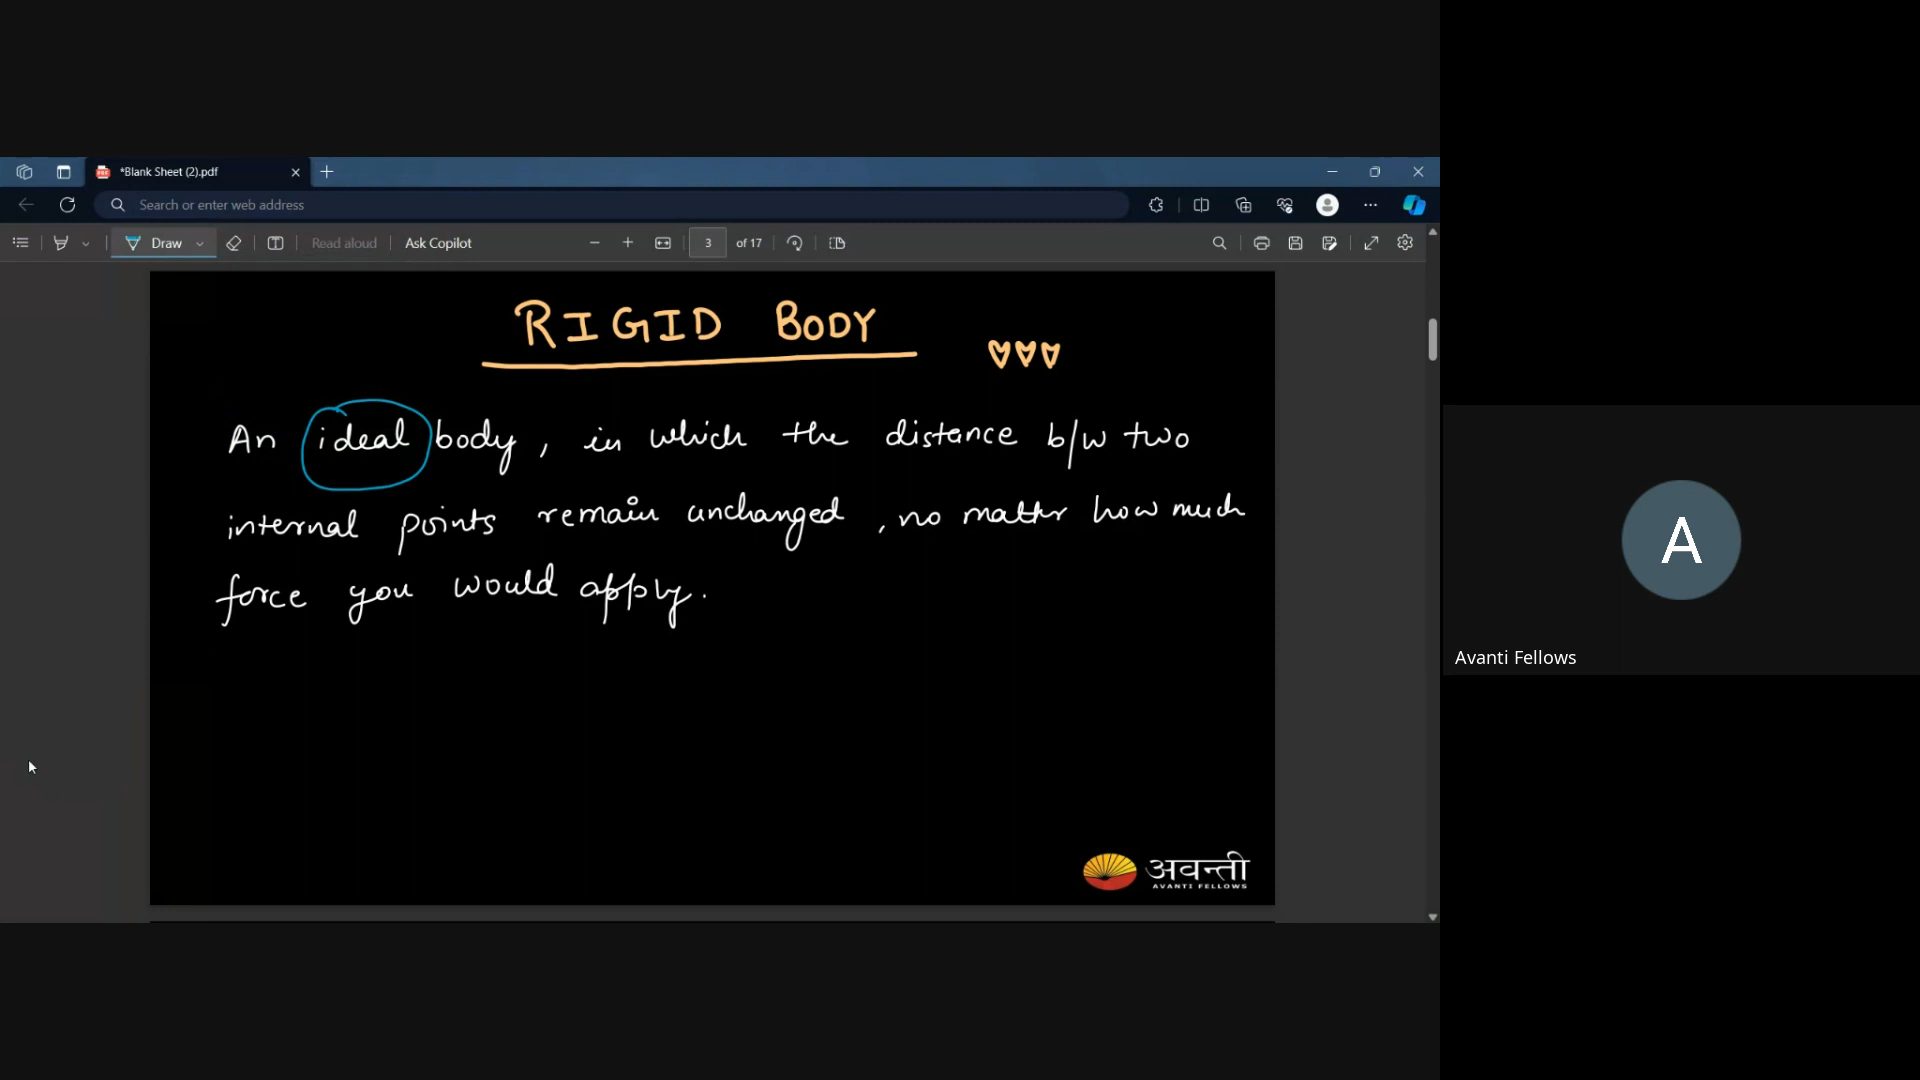 *Blank Sheet (2).pdf
Search or enter web address
Draw
Read aloud
Ask Copilot
3
of 17
RIGID BODY
An ideal body, in which the distance b/w two
internal points remain unchanged, no matter how much
force you would apply.
अवन्ती
AVANTI FELLOWS
A
Avanti Fellows